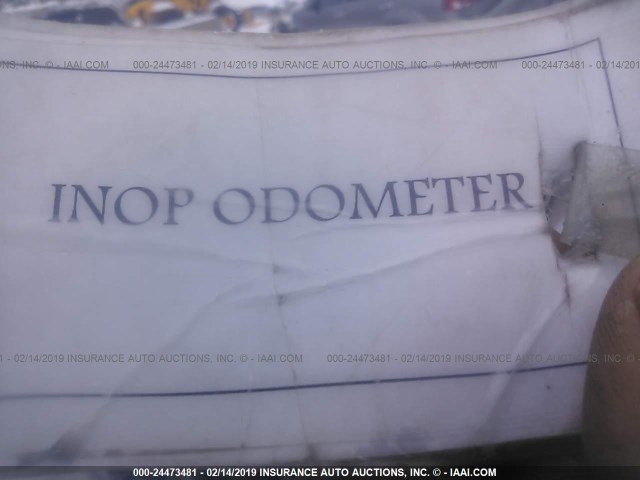 - IAAI.COM 000-24473481 - 02/14/2019 INSURANCE AUTO AUCTIONS, INC. © - IAAI.COM 000-24473481 - 02/14/2019
INOP ODOMETER
- 02/14/2019 INSURANCE AUTO AUCTIONS, INC. © - IAAI.COM 000-24473481 - 02/14/2019 INSURANCE AUTO AUCTIONS, INC. ©
000-24473481 - 02/14/2019 INSURANCE AUTO AUCTIONS, INC. © - IAAI.COM